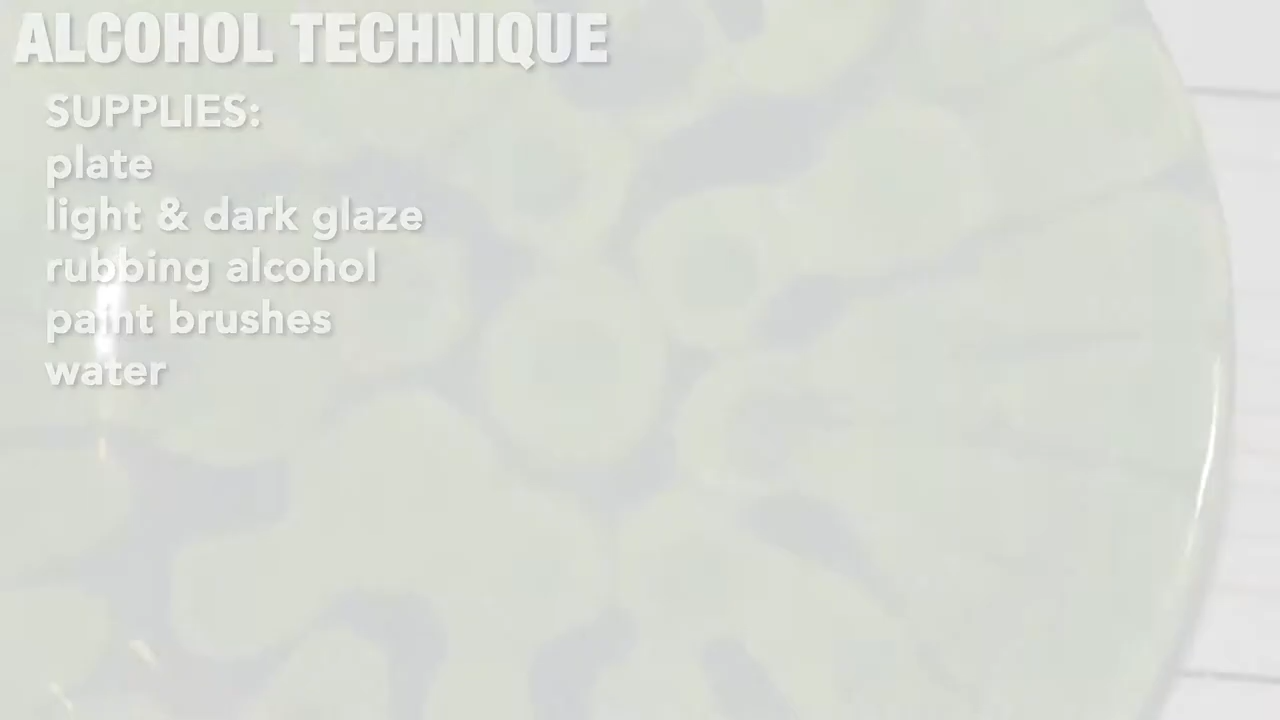 ALCOHOL TECHNIQUE
SUPPLIES:
plate
light & dark glaze
rubbing alcohol
paint brushes
water